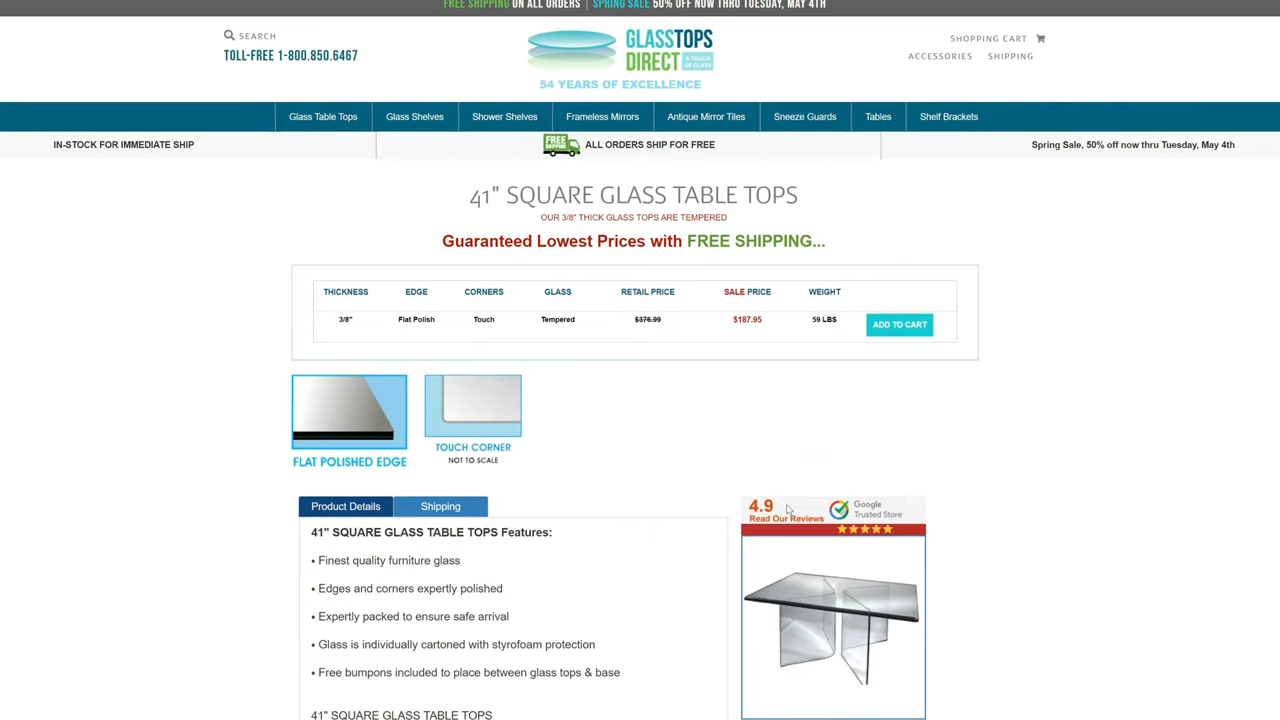 FREE SHIPPING ON ALL ORDERS | SPRING SALE 50% OFF NOW THRU TUESDAY, MAY 4TH
SEARCH
TOLL-FREE 1-800.850.6467
GLASSTOPS
DIRECT A TOUCH OF GLASS
54 YEARS OF EXCELLENCE
SHOPPING CART
ACCESSORIES SHIPPING
Glass Table Tops Glass Shelves Shower Shelves Frameless Mirrors Antique Mirror Tiles Sneeze Guards Tables Shelf Brackets
IN-STOCK FOR IMMEDIATE SHIP FREE SHIPPING ALL ORDERS SHIP FOR FREE Spring Sale, 50% off now thru Tuesday, May 4th
41" SQUARE GLASS TABLE TOPS
OUR 3/8" THICK GLASS TOPS ARE TEMPERED
Guaranteed Lowest Prices with FREE SHIPPING...
THICKNESS EDGE CORNERS GLASS RETAIL PRICE SALE PRICE WEIGHT
3/8" Flat Polish Touch Tempered $376.99 $187.95 59 LBS ADD TO CART
FLAT POLISHED EDGE
TOUCH CORNER
NOT TO SCALE
Product Details Shipping
41" SQUARE GLASS TABLE TOPS Features:
• Finest quality furniture glass
• Edges and corners expertly polished
• Expertly packed to ensure safe arrival
• Glass is individually cartoned with styrofoam protection
• Free bumpons included to place between glass tops & base
41" SQUARE GLASS TABLE TOPS
4.9
Read Our Reviews
Google
Trusted Store